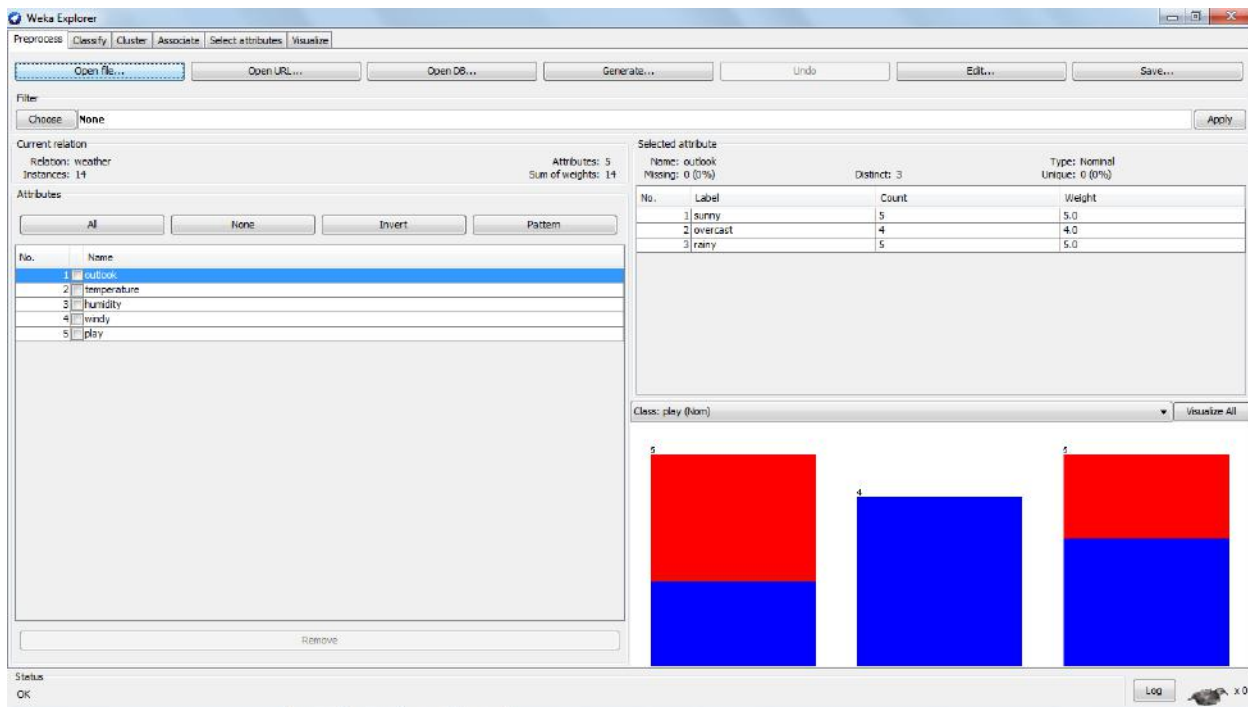 Weka Explorer
Preprocess Classify Cluster Associate Select attributes Visualize
Open file... Open URL... Open DB... Generate... Undo Edit... Save...
Filter
Choose None Apply
Current relation
Relation: weather Attributes: 5
Instances: 14 Sum of weights: 14
Attributes
All None Invert Pattern
No. Name
1 outlook
2 temperature
3 humidity
4 windy
5 play
Remove
Selected attribute
Name: outlook Type: Nominal
Missing: 0 (0%) Distinct: 3 Unique: 0 (0%)
No. Label Count Weight
1 sunny 5 5.0
2 overcast 4 4.0
3 rainy 5 5.0
Class: play (Nom) Visualize All
5 4 5
Status
OK
Log x 0